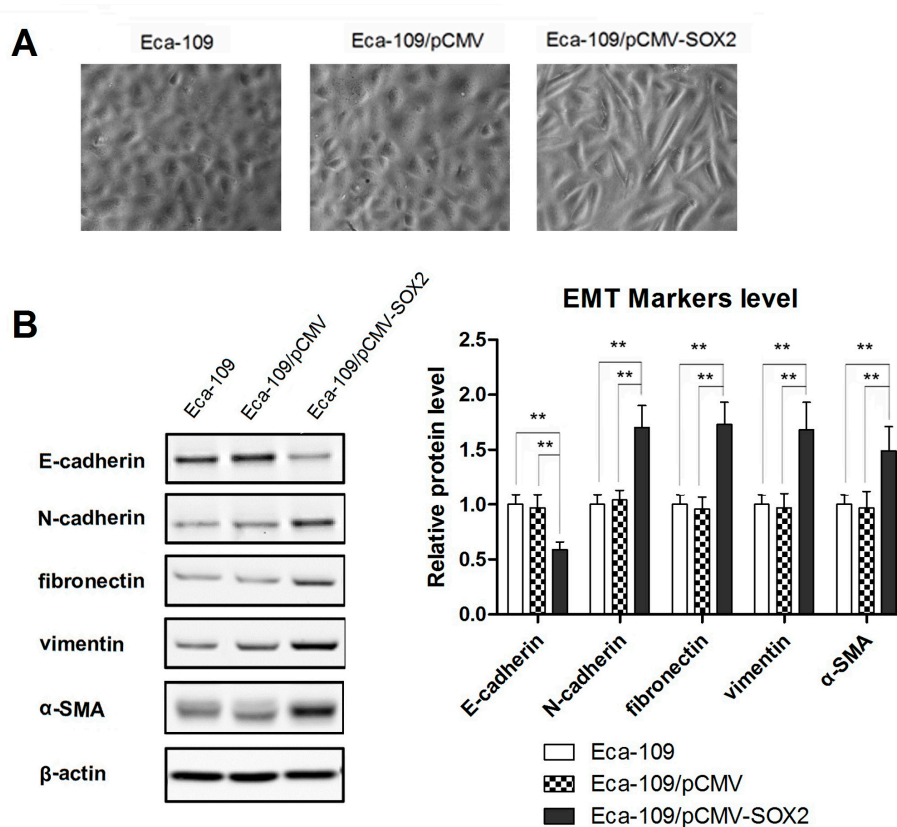 A
Eca-109
Eca-109/pCMV
Eca-109/pCMV-SOX2
B
Eca-109
Eca-109/pCMV
Eca-109/pCMV-SOX2
E-cadherin
N-cadherin
fibronectin
vimentin
α-SMA
β-actin
EMT Markers level
Relative protein level
2.5
2.0
1.5
1.0
0.5
0.0
** ** ** ** **
** ** ** ** **
E-cadherin
N-cadherin
fibronectin
vimentin
α-SMA
Eca-109
Eca-109/pCMV
Eca-109/pCMV-SOX2